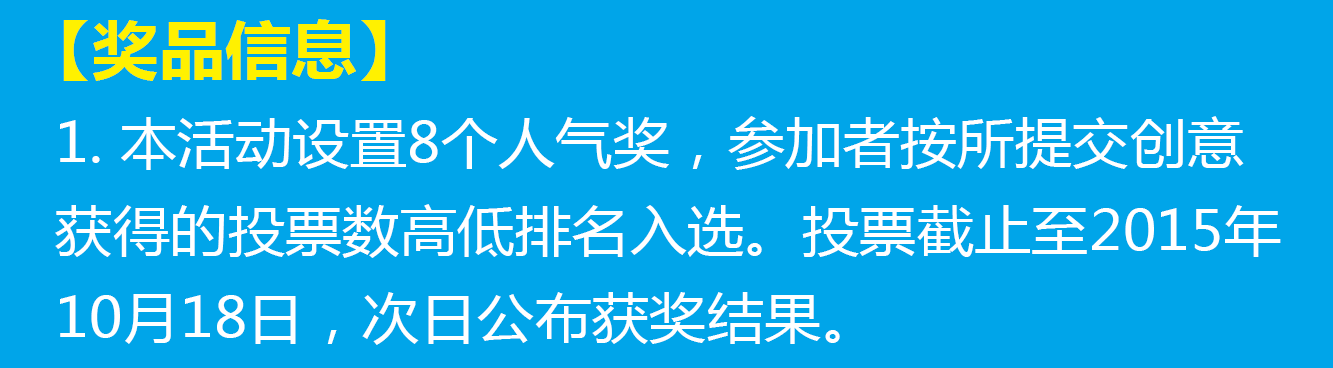 【奖品信息】
1. 本活动设置8个人气奖，参加者按所提交创意
获得的投票数高低排名入选。投票截止至2015年
10月18日，次日公布获奖结果。